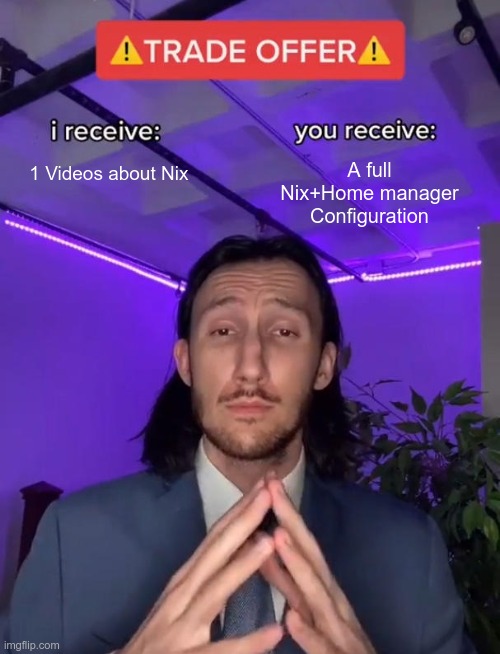 ⚠️TRADE OFFER⚠️
i receive:
you receive:
1 Videos about Nix
A full
Nix+Home manager
Configuration
imgflip.com